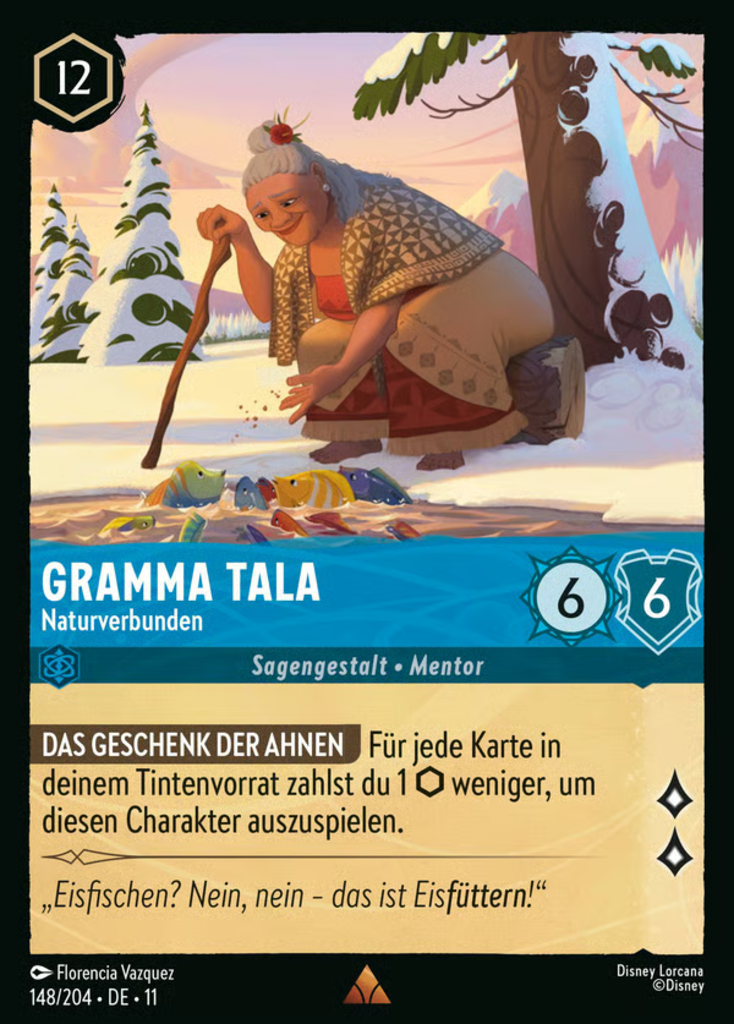 12
GRAMMA TALA
Naturverbunden
6 6
Sagengestalt • Mentor
DAS GESCHENK DER AHNEN Für jede Karte in
deinem Tintenvorrat zahlst du 1 ⬡ weniger, um
diesen Charakter auszuspielen.
„Eisfischen? Nein, nein – das ist Eisfüttern!“
Florencia Vazquez
148/204 • DE • 11
Disney Lorcana
©Disney